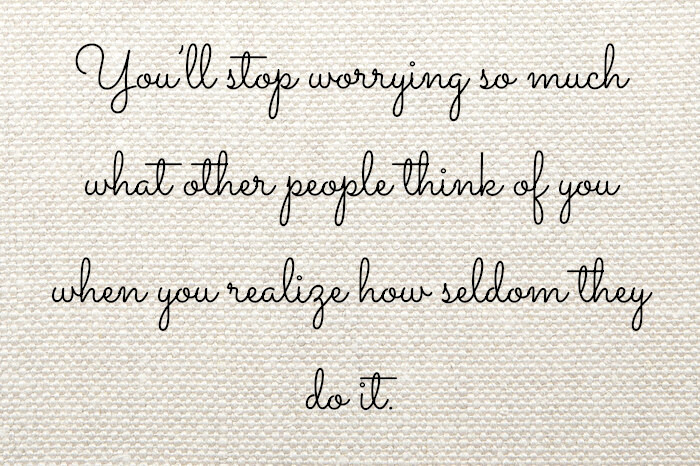 You'll stop worrying so much
what other people think of you
when you realize how seldom they
do it.